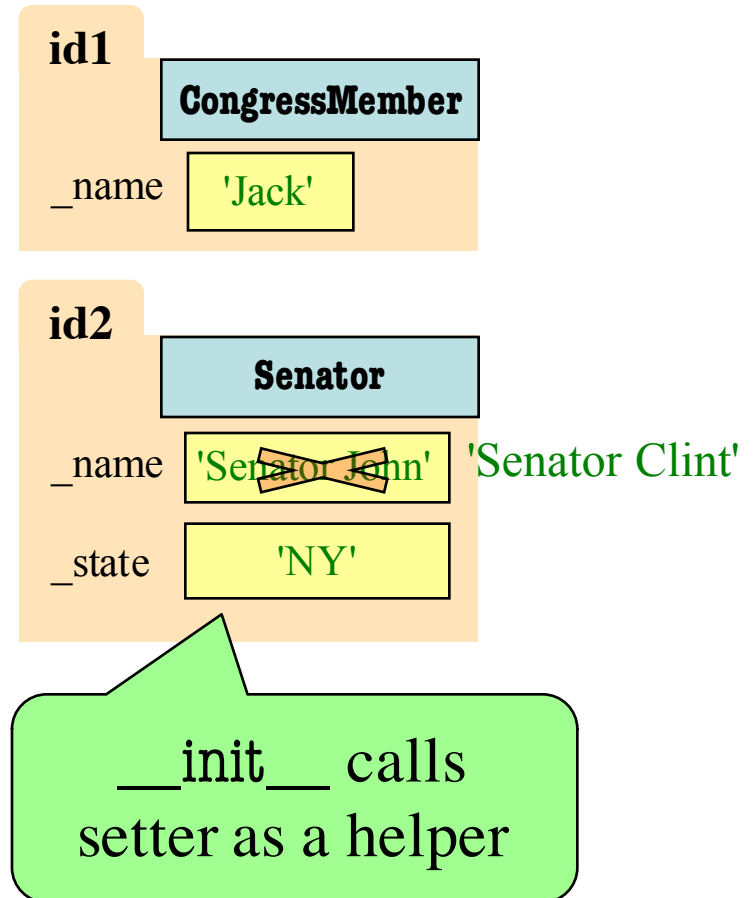 id1
CongressMember
_name 'Jack'
id2
Senator
_name 'Senator John' 'Senator Clint'
_state 'NY'
__init__ calls
setter as a helper